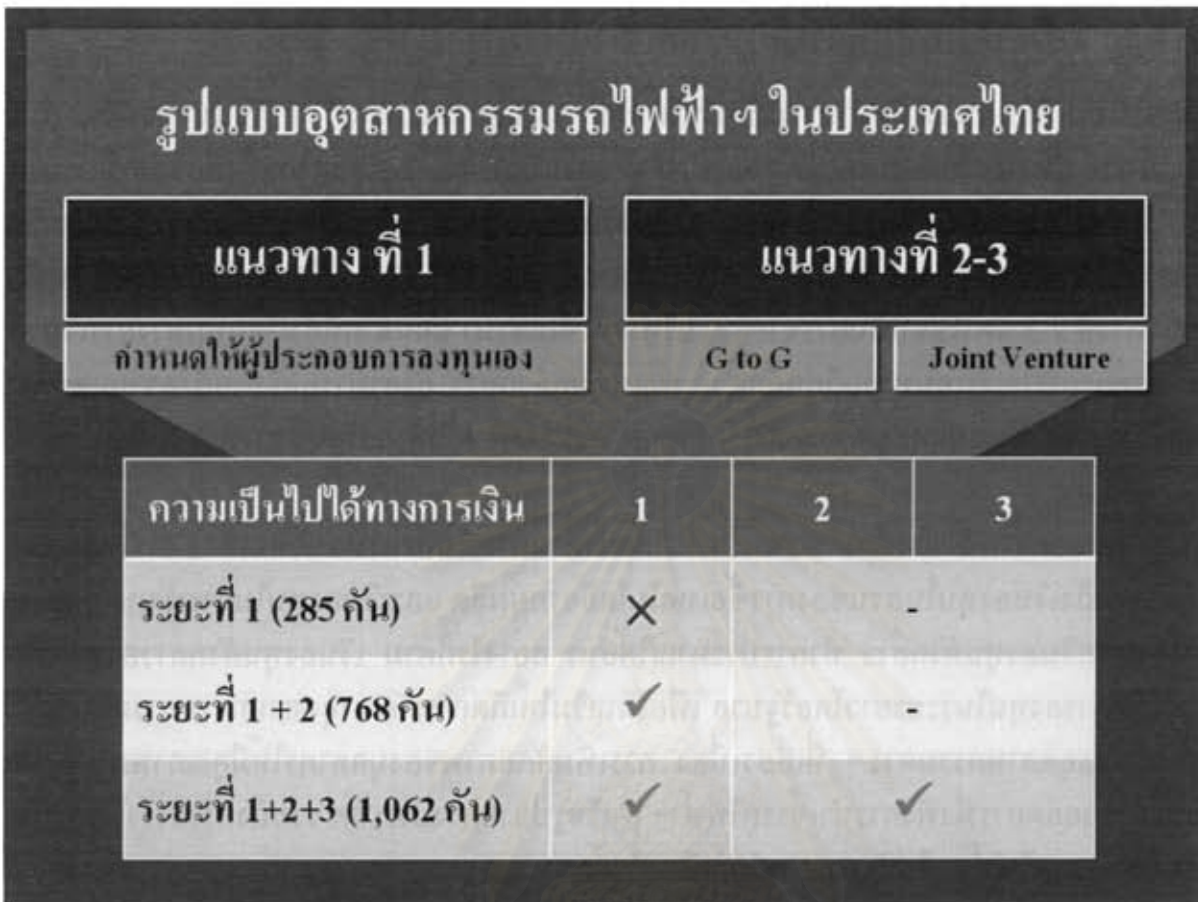 รูปแบบอุตสาหกรรมรถไฟฟ้าฯ ในประเทศไทย
แนวทาง ที่ 1
แนวทางที่ 2-3
กำหนดให้ผู้ประกอบการลงทุนเอง
G to G
Joint Venture
ความเป็นไปได้ทางการเงิน 1 2 3
ระยะที่ 1 (285 คัน) × -
ระยะที่ 1 + 2 (768 คัน) ✓ -
ระยะที่ 1+2+3 (1,062 คัน) ✓ ✓